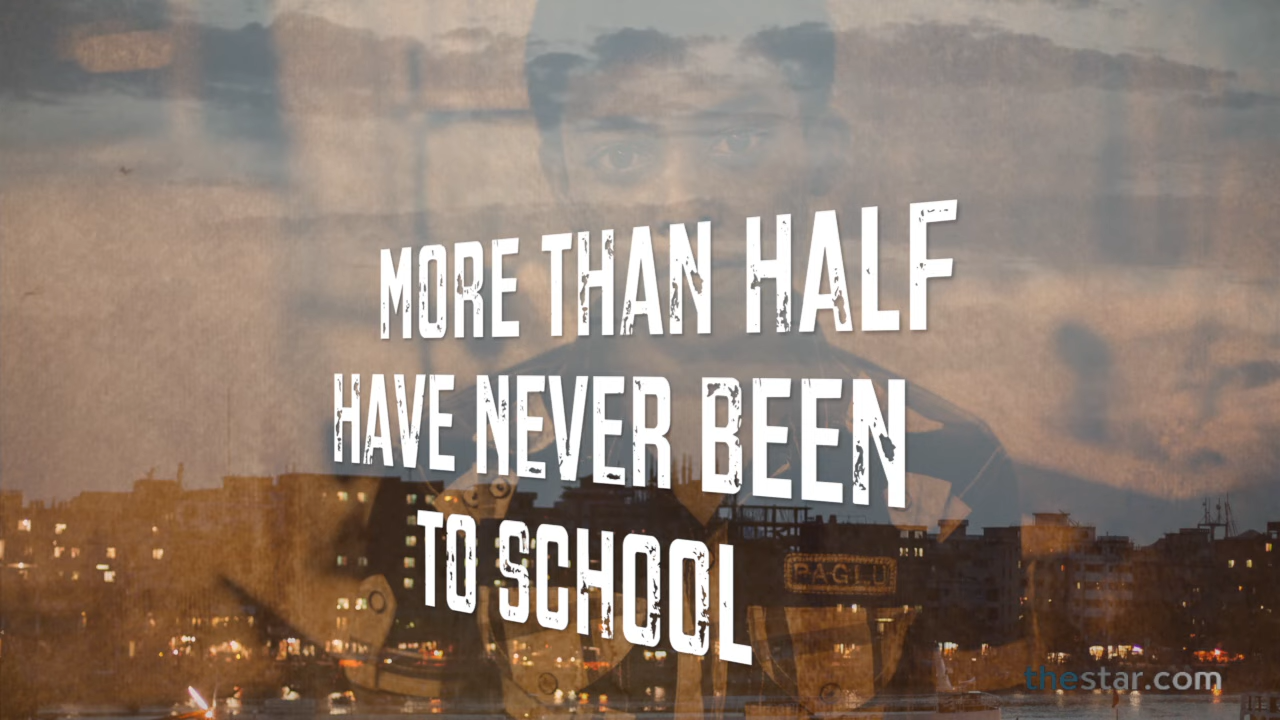 MORE THAN HALF
HAVE NEVER BEEN
TO SCHOOL
PAGLU
thestar.com